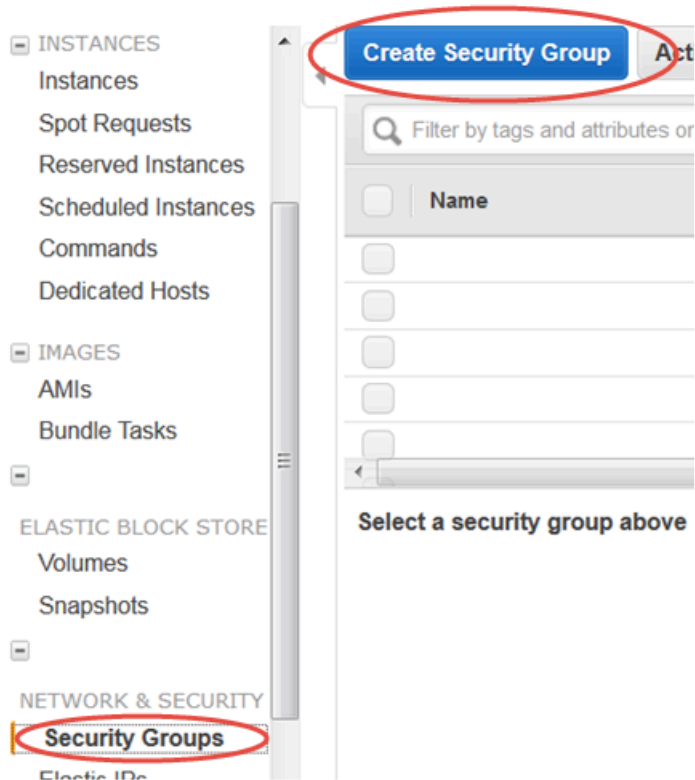 INSTANCES
Instances
Spot Requests
Reserved Instances
Scheduled Instances
Commands
Dedicated Hosts
IMAGES
AMIs
Bundle Tasks
ELASTIC BLOCK STORE
Volumes
Snapshots
NETWORK & SECURITY
Security Groups
Elastic IPs
Create Security Group
Filter by tags and attributes or
Name
Select a security group above